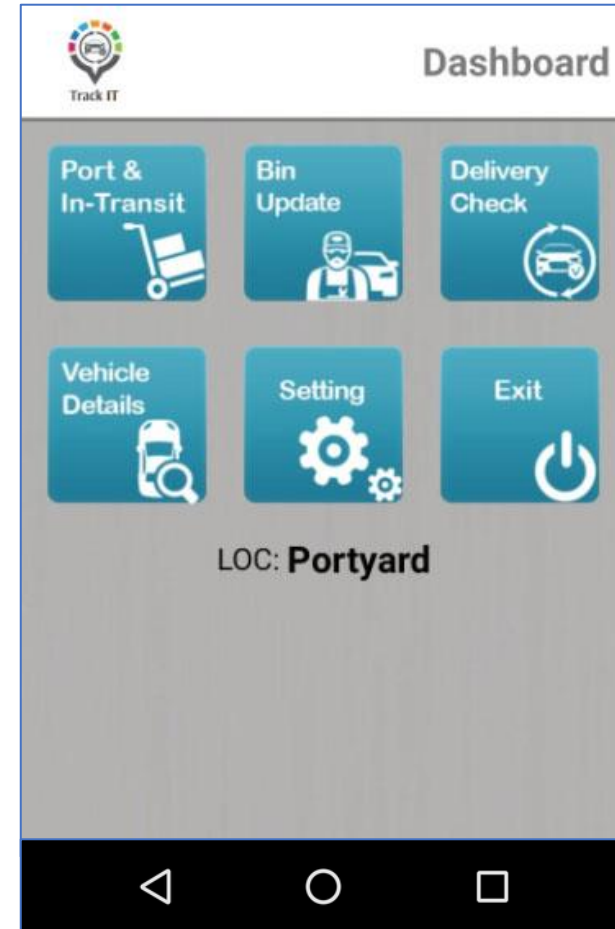 Track IT
Dashboard
Port &
In-Transit
Bin
Update
Delivery
Check
Vehicle
Details
Setting
Exit
LOC: Portyard